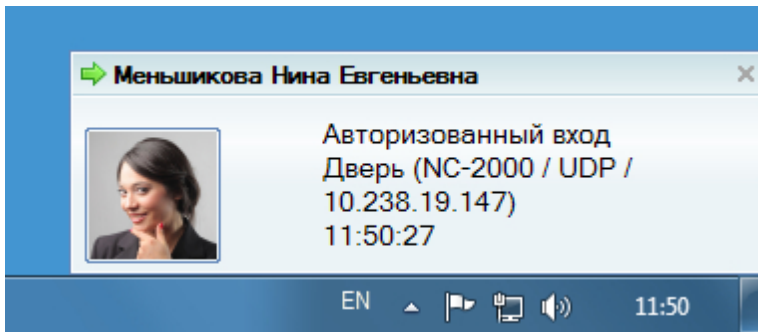 Меньшикова Нина Евгеньевна
Авторизованный вход
Дверь (NC-2000 / UDP /
10.238.19.147)
11:50:27
EN
11:50